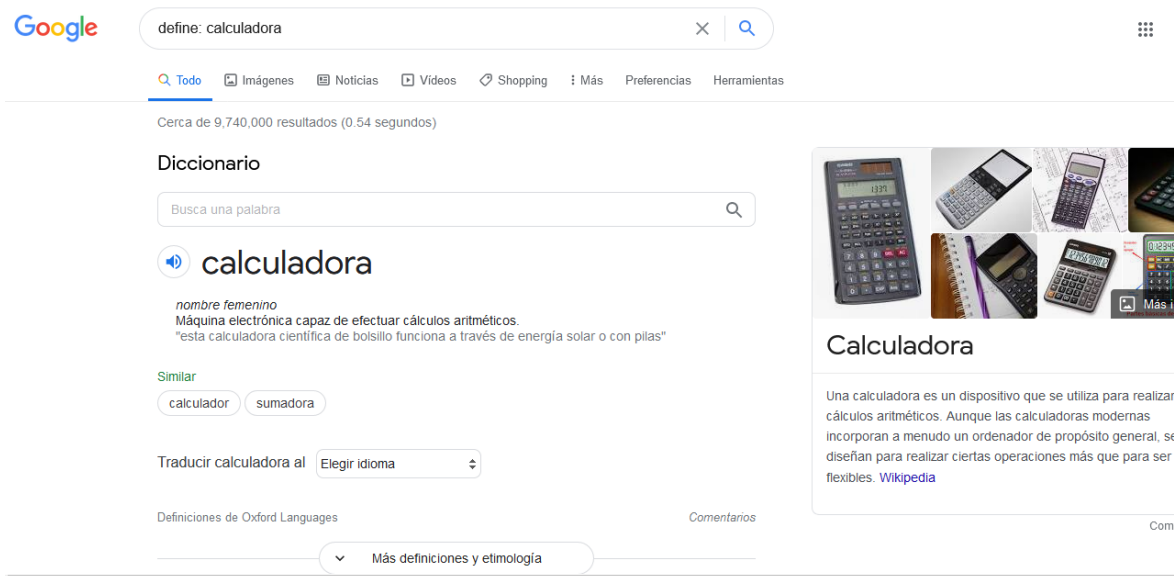 Google
define: calculadora
Todo Imágenes Noticias Vídeos Shopping Más Preferencias Herramientas
Cerca de 9,740,000 resultados (0.54 segundos)
Diccionario
Busca una palabra
calculadora
nombre femenino
Máquina electrónica capaz de efectuar cálculos aritméticos.
"esta calculadora científica de bolsillo funciona a través de energía solar o con pilas"
Similar
calculador sumadora
Traducir calculadora al Elegir idioma
Definiciones de Oxford Languages Comentarios
Más definiciones y etimología
Más i
Calculadora
Una calculadora es un dispositivo que se utiliza para realizar
cálculos aritméticos. Aunque las calculadoras modernas
incorporan a menudo un ordenador de propósito general, se
diseñan para realizar ciertas operaciones más que para ser
flexibles. Wikipedia
Com